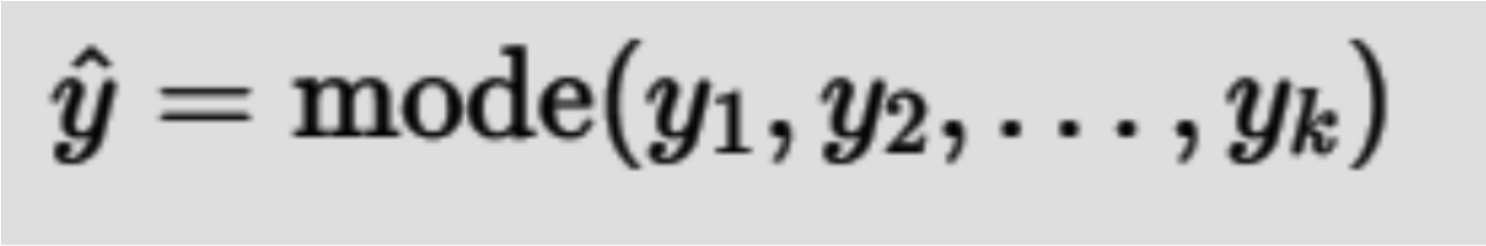 ŷ = mode(y₁, y₂, . . . , yₖ)